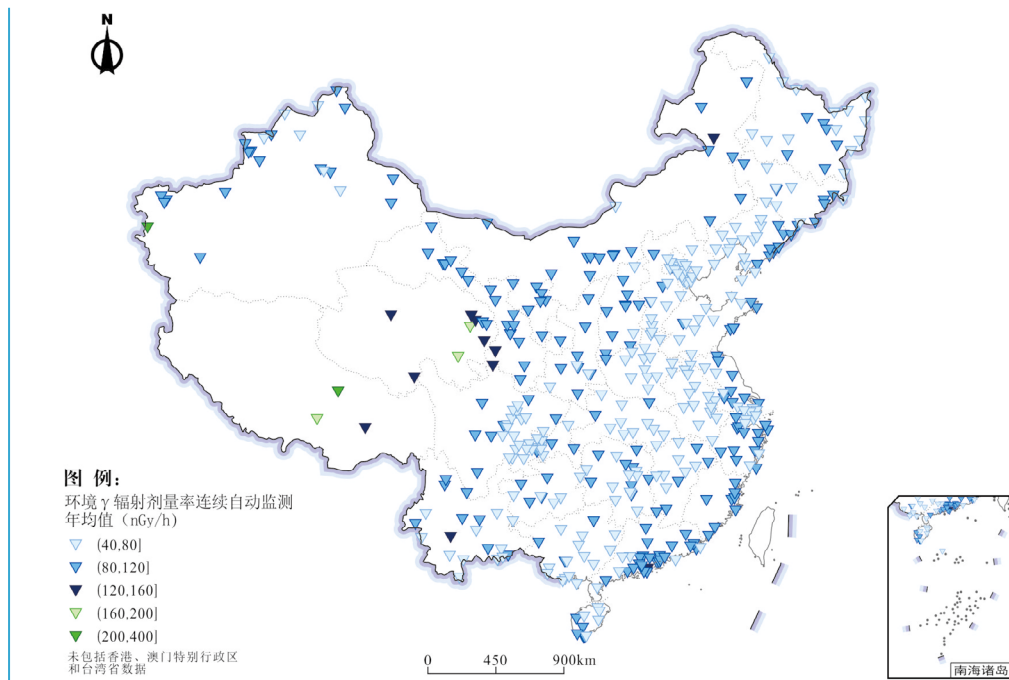 N
图 例：
环境 γ 辐射剂量率连续自动监测
年均值（nGy/h）
(40,80]
(80,120]
(120,160]
(160,200]
(200,400]
未包括香港、澳门特别行政区
和台湾省数据
0 450 900km
南海诸岛